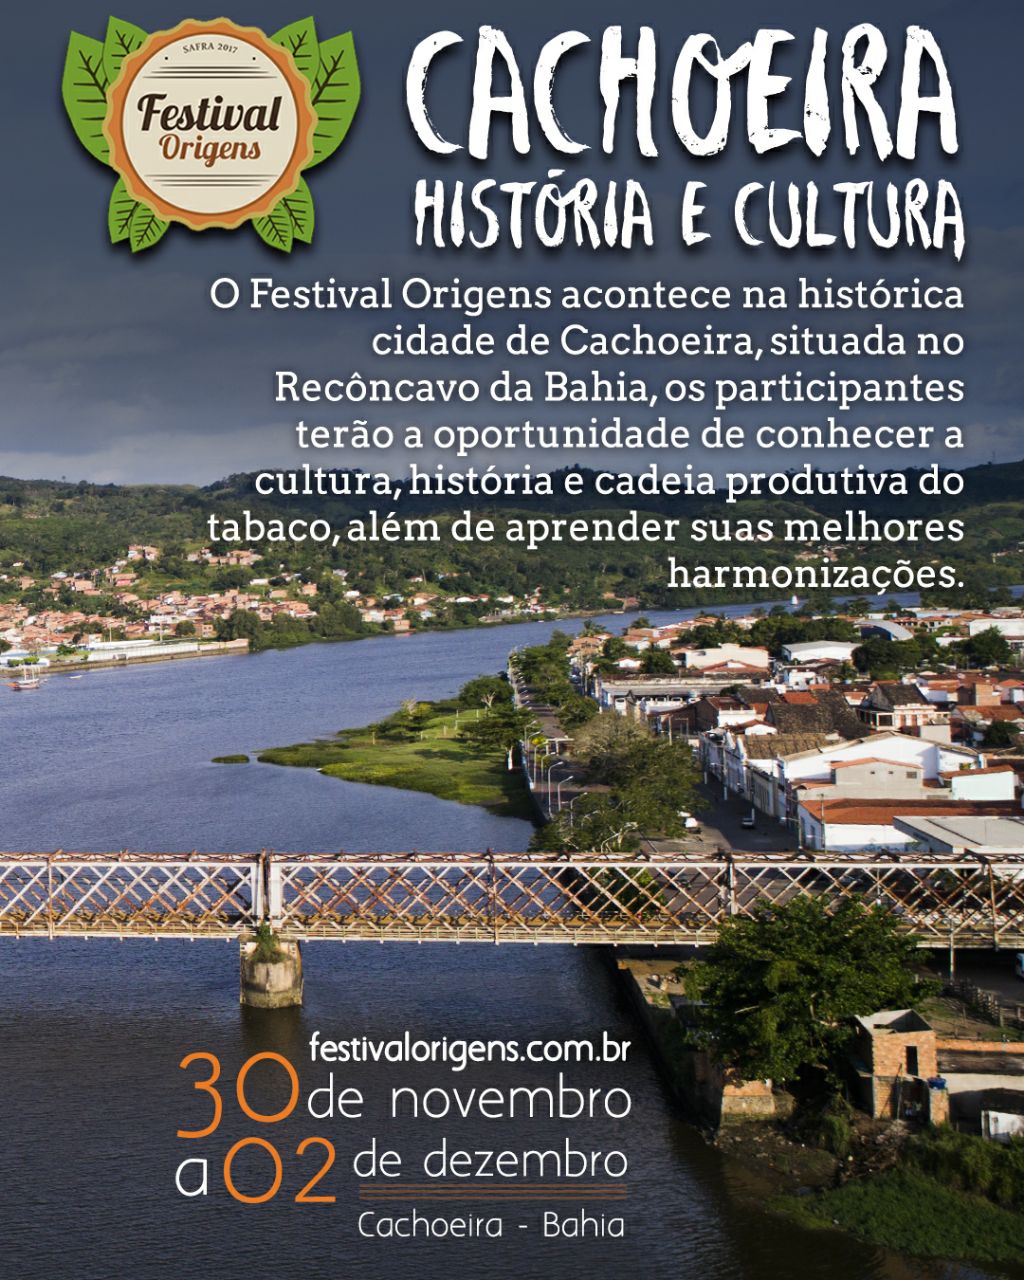 SAFRA 2017
Festival
Origens
CACHOEIRA
HISTÓRIA E CULTURA
O Festival Origens acontece na histórica
cidade de Cachoeira, situada no
Recôncavo da Bahia, os participantes
terão a oportunidade de conhecer a
cultura, história e cadeia produtiva do
tabaco, além de aprender suas melhores
harmonizações.
festivalorigens.com.br
30 de novembro
a 02 de dezembro
Cachoeira - Bahia